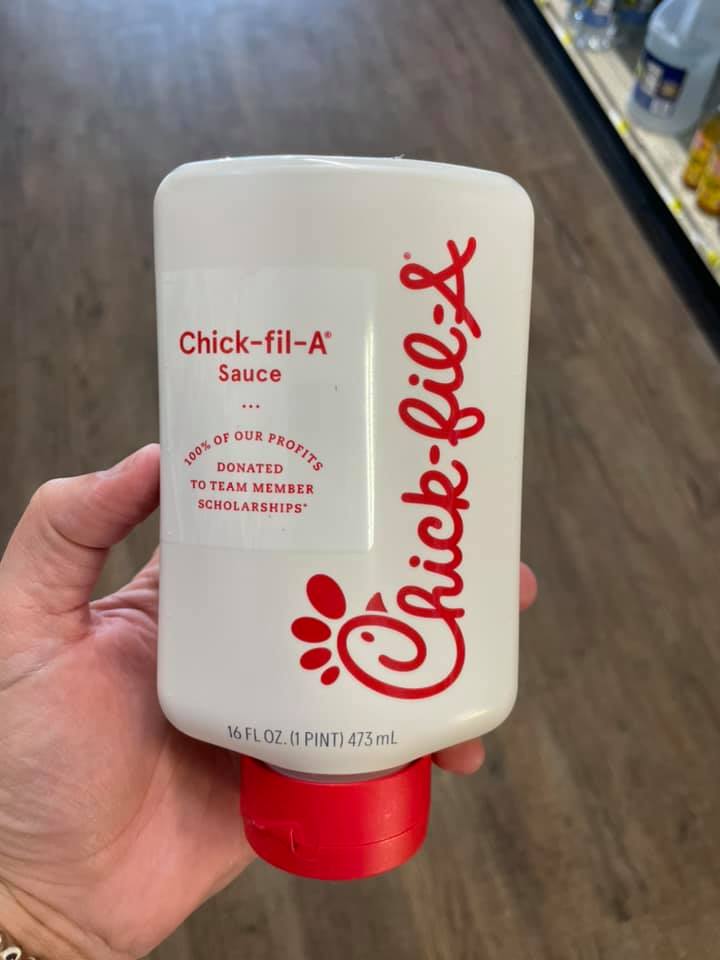 Chick-fil-A®
Sauce
...
100% OF OUR PROFITS
DONATED
TO TEAM MEMBER
SCHOLARSHIPS*
Chick-fil-A®
16 FL OZ. (1 PINT) 473 mL